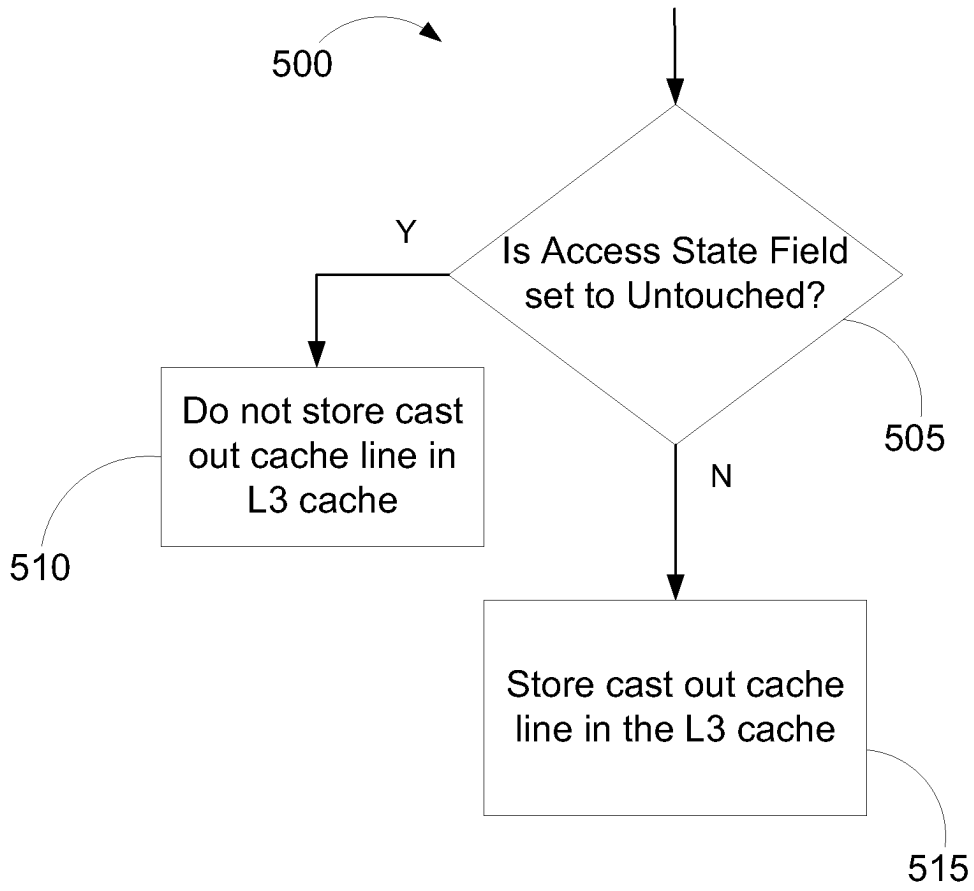 500
Is Access State Field
set to Untouched?
505
Y
Do not store cast
out cache line in
L3 cache
510
N
Store cast out cache
line in the L3 cache
515